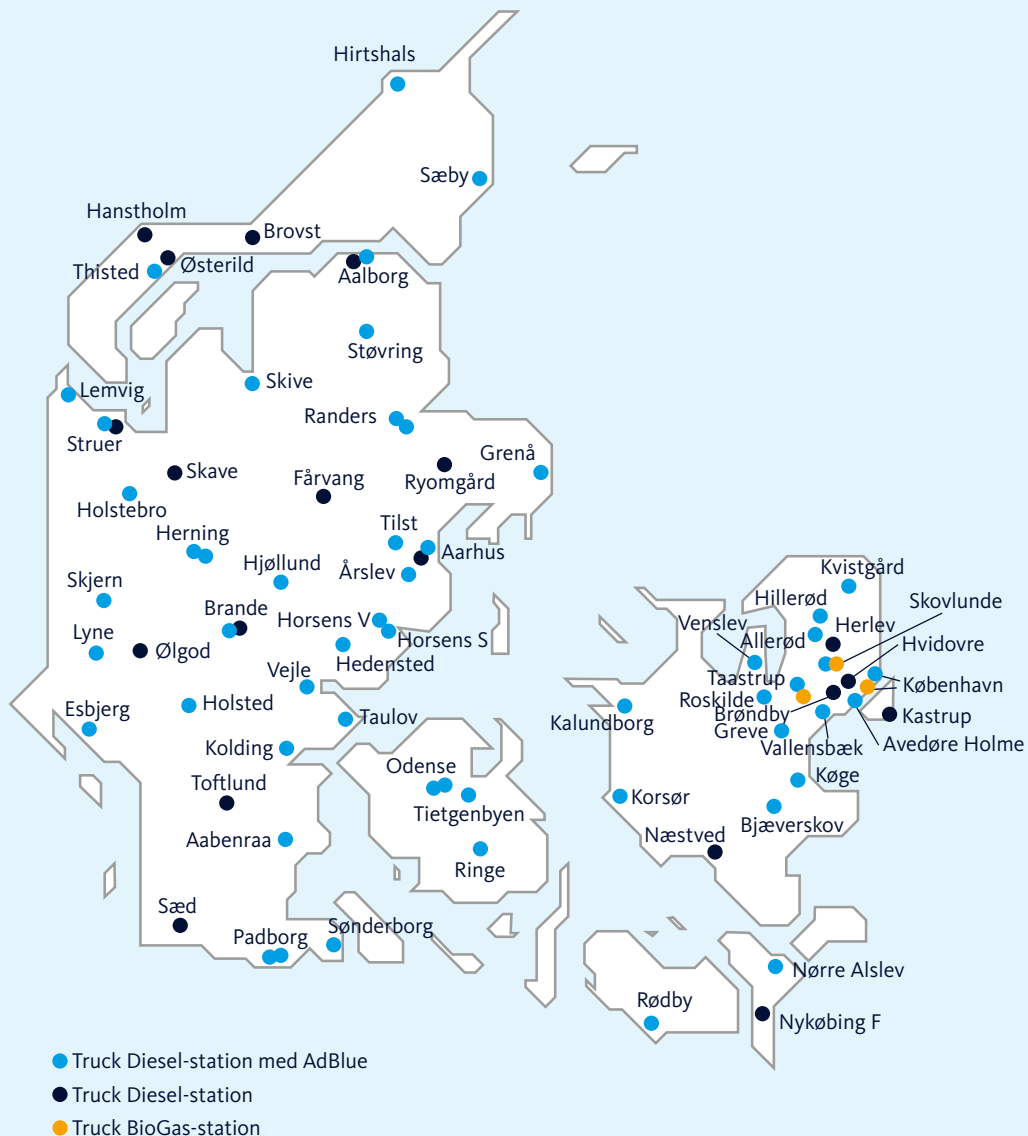 Hirtshals
Sæby
Hanstholm
Brovst
Østerild
Thisted
Aalborg
Støvring
Skive
Lemvig
Randers
Struer
Grenå
Skave
Fårvang
Ryomgård
Holstebro
Tilst
Herning
Aarhus
Hjøllund
Årslev
Kvistgård
Skjern
Hillerød
Skovlunde
Brande
Horsens V
Venslev
Allerød
Herlev
Lyne
Ølgod
Horsens S
Hvidovre
Hedensted
Vejle
Taastrup
København
Roskilde
Holsted
Esbjerg
Taulov
Kalundborg
Brøndby
Kastrup
Greve
Kolding
Vallensbæk
Avedøre Holme
Odense
Køge
Toftlund
Korsør
Tietgenbyen
Bjæverskov
Aabenraa
Næstved
Ringe
Sæd
Sønderborg
Padborg
Nørre Alslev
Rødby
Nykøbing F
Truck Diesel-station med AdBlue
Truck Diesel-station
Truck BioGas-station